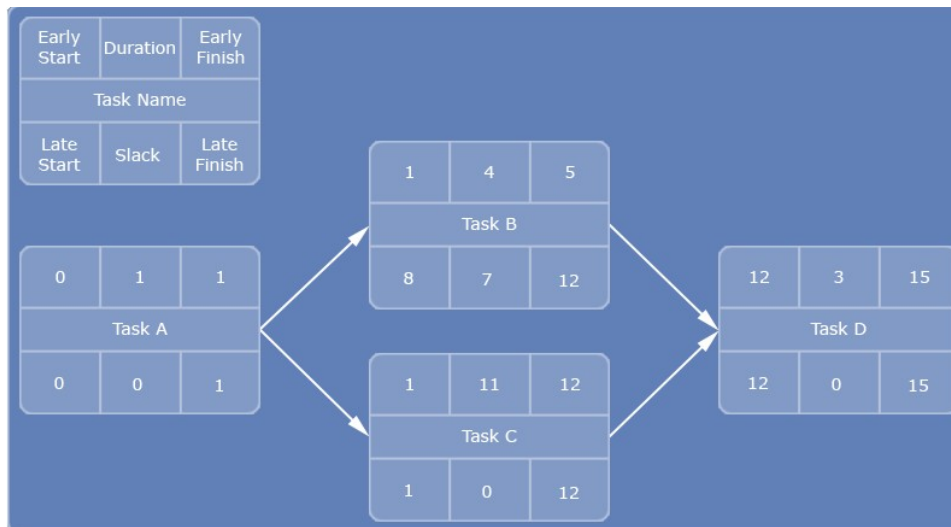 Early Start Duration Early Finish
Task Name
Late Start Slack Late Finish
1 4 5
Task B
8 7 12
0 1 1
Task A
0 0 1
12 3 15
Task D
12 0 15
1 11 12
Task C
1 0 12